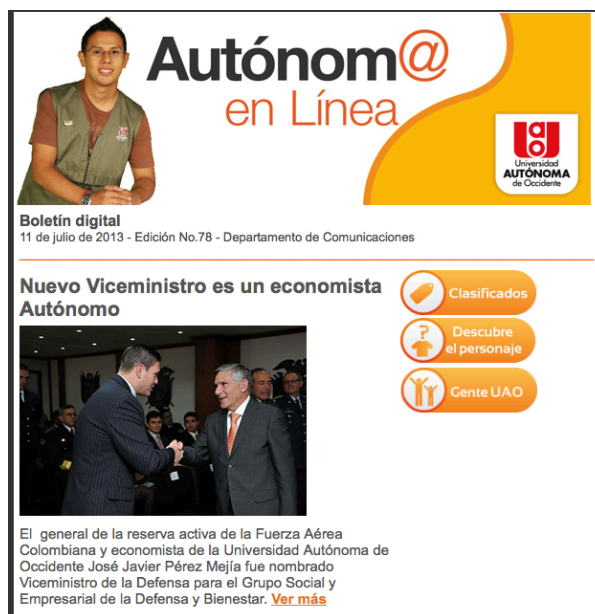 Autónom@
en Línea
Universidad
AUTÓNOMA
de Occidente
Boletín digital
11 de julio de 2013 - Edición No.78 - Departamento de Comunicaciones
Nuevo Viceministro es un economista
Autónomo
Clasificados
Descubre
el personaje
Gente UAO
El general de la reserva activa de la Fuerza Aérea
Colombiana y economista de la Universidad Autónoma de
Occidente José Javier Pérez Mejía fue nombrado
Viceministro de la Defensa para el Grupo Social y
Empresarial de la Defensa y Bienestar. Ver más